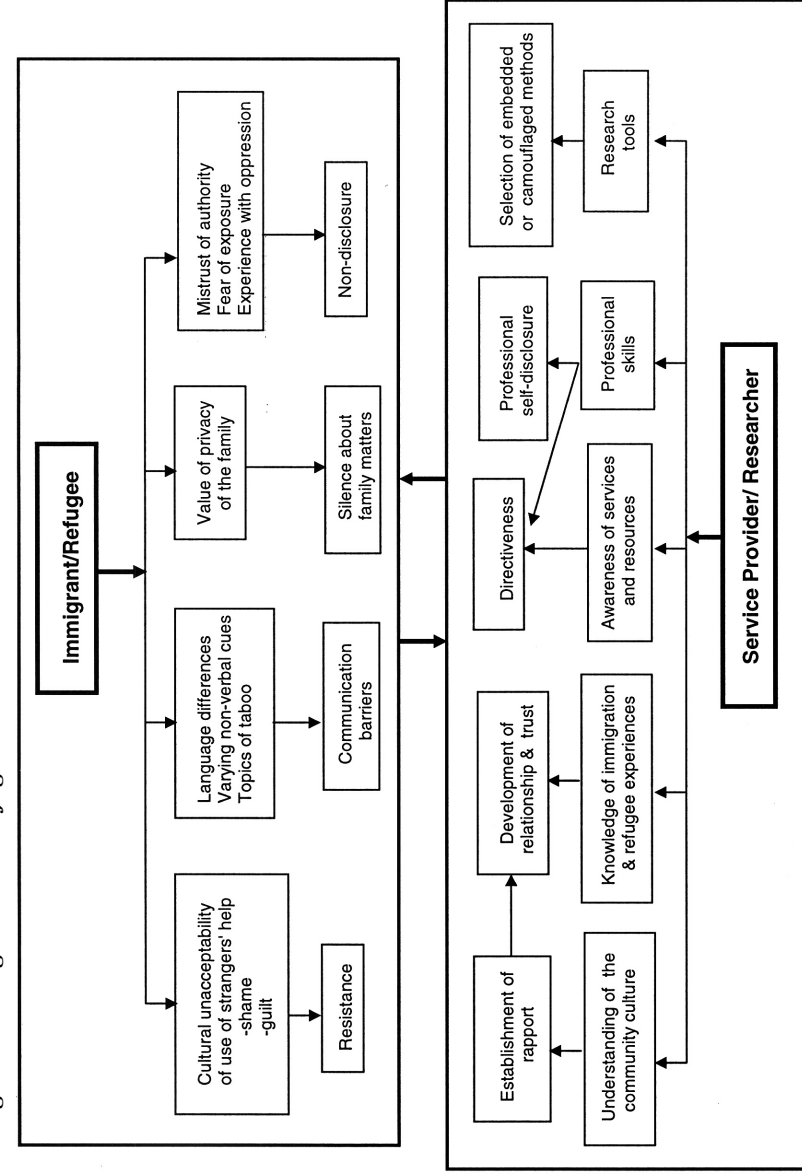 Immigrant/Refugee
Cultural unacceptability
of use of strangers' help
-shame
-guilt
Resistance
Language differences
Varying non-verbal cues
Topics of taboo
Communication
barriers
Value of privacy
of the family
Silence about
family matters
Mistrust of authority
Fear of exposure
Experience with oppression
Non-disclosure
Establishment of
rapport
Development of
relationship & trust
Directiveness
Professional
self-disclosure
Selection of embedded
or camouflaged methods
Understanding of the
community culture
Knowledge of immigration
& refugee experiences
Awareness of services
and resources
Professional
skills
Research
tools
Service Provider/ Researcher